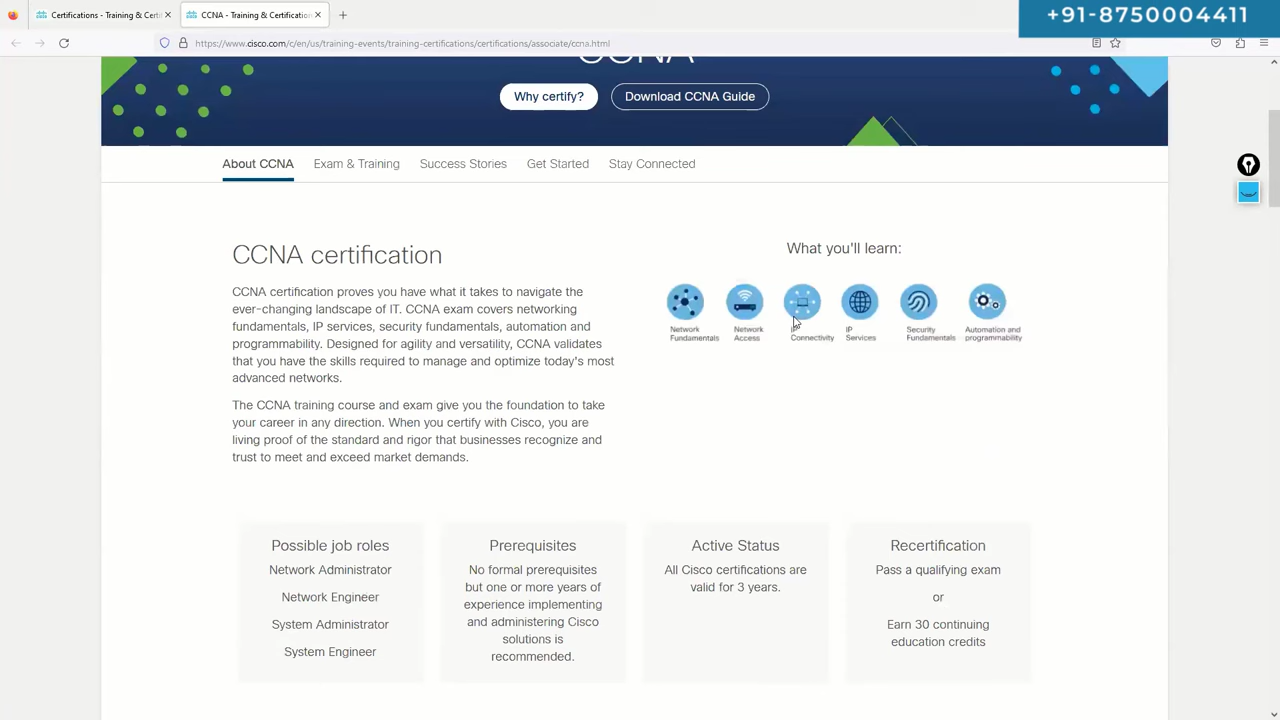 Certifications - Training & Certi
CCNA - Training & Certification
+91-8750004411
https://www.cisco.com/c/en/us/training-events/training-certifications/certifications/associate/ccna.html
CCNA
Why certify?
Download CCNA Guide
About CCNA
Exam & Training
Success Stories
Get Started
Stay Connected
CCNA certification
CCNA certification proves you have what it takes to navigate the
ever-changing landscape of IT. CCNA exam covers networking
fundamentals, IP services, security fundamentals, automation and
programmability. Designed for agility and versatility, CCNA validates
that you have the skills required to manage and optimize today's most
advanced networks.
The CCNA training course and exam give you the foundation to take
your career in any direction. When you certify with Cisco, you are
living proof of the standard and rigor that businesses recognize and
trust to meet and exceed market demands.
What you'll learn:
Network
Fundamentals
Network
Access
IP
Connectivity
IP
Services
Security
Fundamentals
Automation and
programmability
Possible job roles
Network Administrator
Network Engineer
System Administrator
System Engineer
Prerequisites
No formal prerequisites
but one or more years of
experience implementing
and administering Cisco
solutions is
recommended.
Active Status
All Cisco certifications are
valid for 3 years.
Recertification
Pass a qualifying exam
or
Earn 30 continuing
education credits